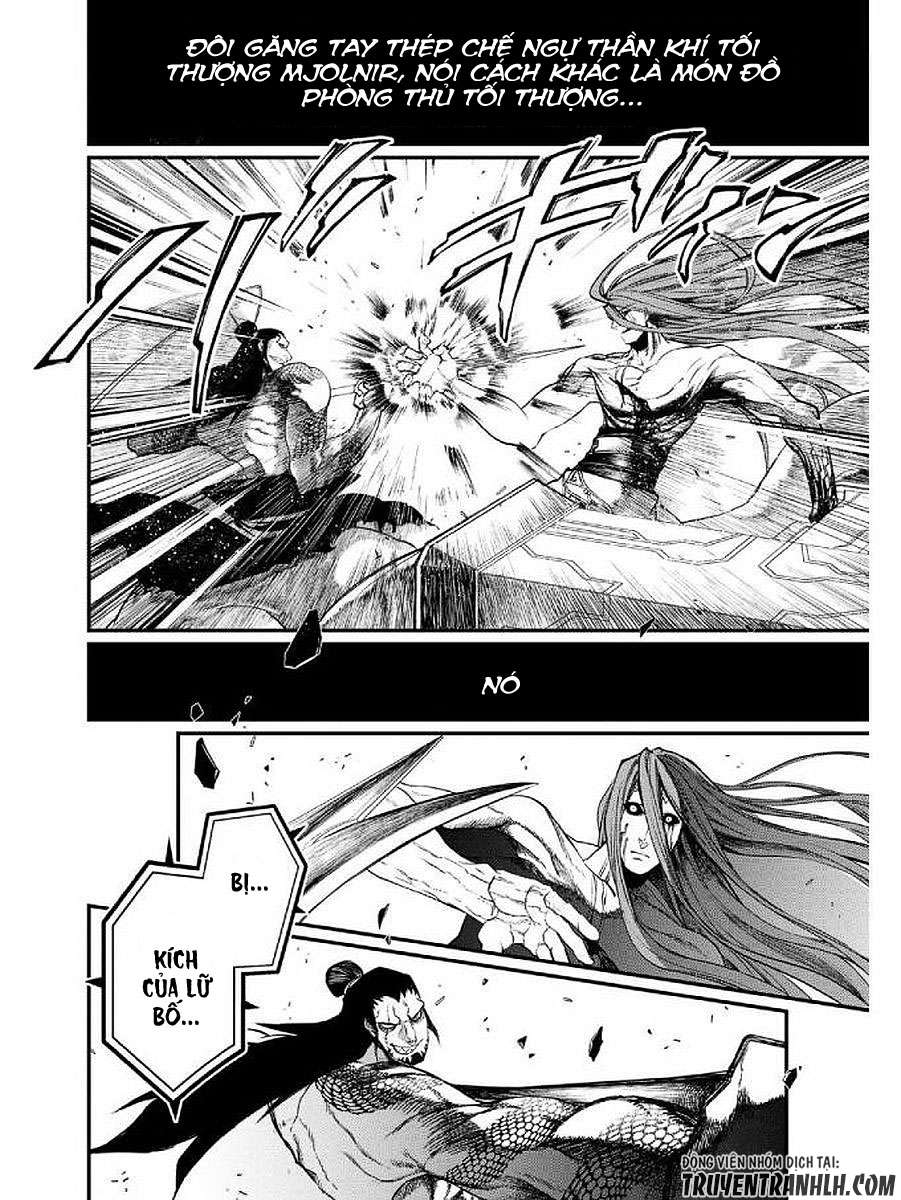 ĐÔI GĂNG TAY THÉP CHẾ NGỰ THẦN KHÍ TỐI
THƯỢNG MJOLNIR, NÓI CÁCH KHÁC LÀ MÓN ĐỒ
PHÒNG THỦ TỐI THƯỢNG...
NÓ
BỊ...
KÍCH
CỦA LỮ
BỐ...
ĐỘNG VIÊN NHÓM DỊCH TẠI:
TRUYENTRANHLH.COM